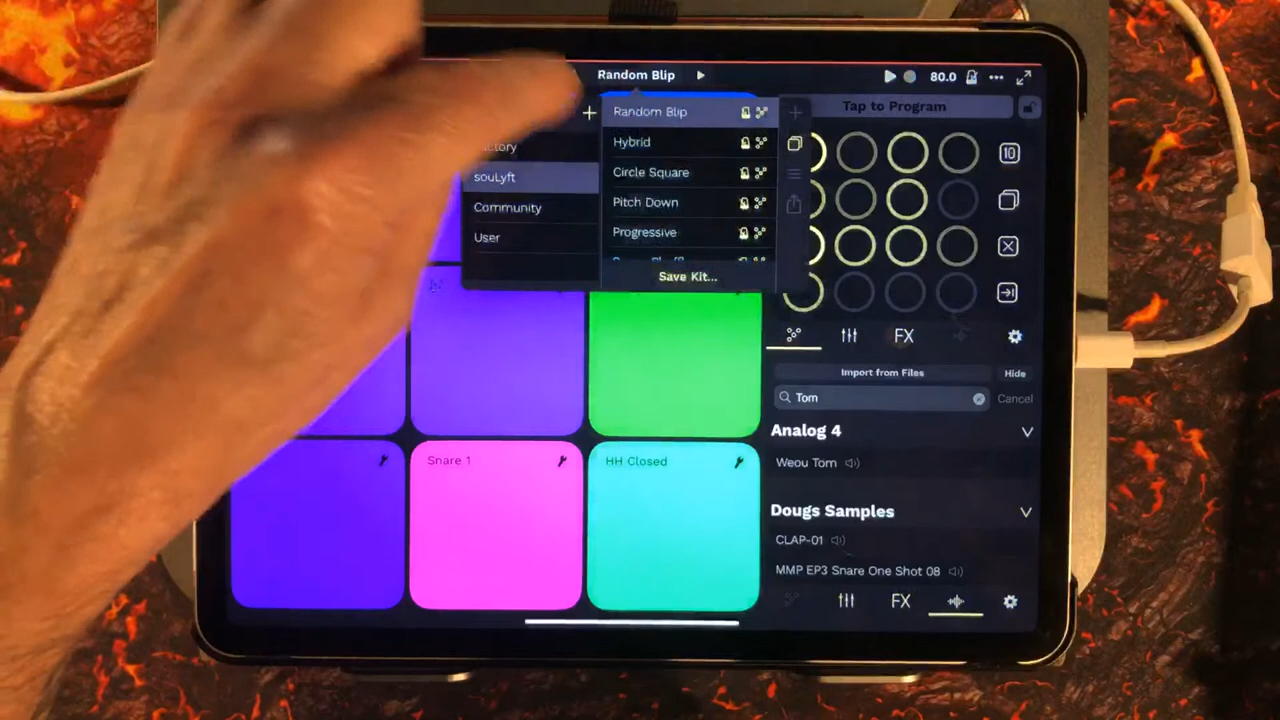 Random Blip
80.0
Random Blip
Tap to Program
Hybrid
10
souLyft
Circle Square
Community
Pitch Down
User
Progressive
Save Kit...
FX
Import from Files
Hide
Tom
Cancel
Analog 4
Weou Tom
Snare 1
HH Closed
Dougs Samples
CLAP-01
MMP EP3 Snare One Shot 08
FX